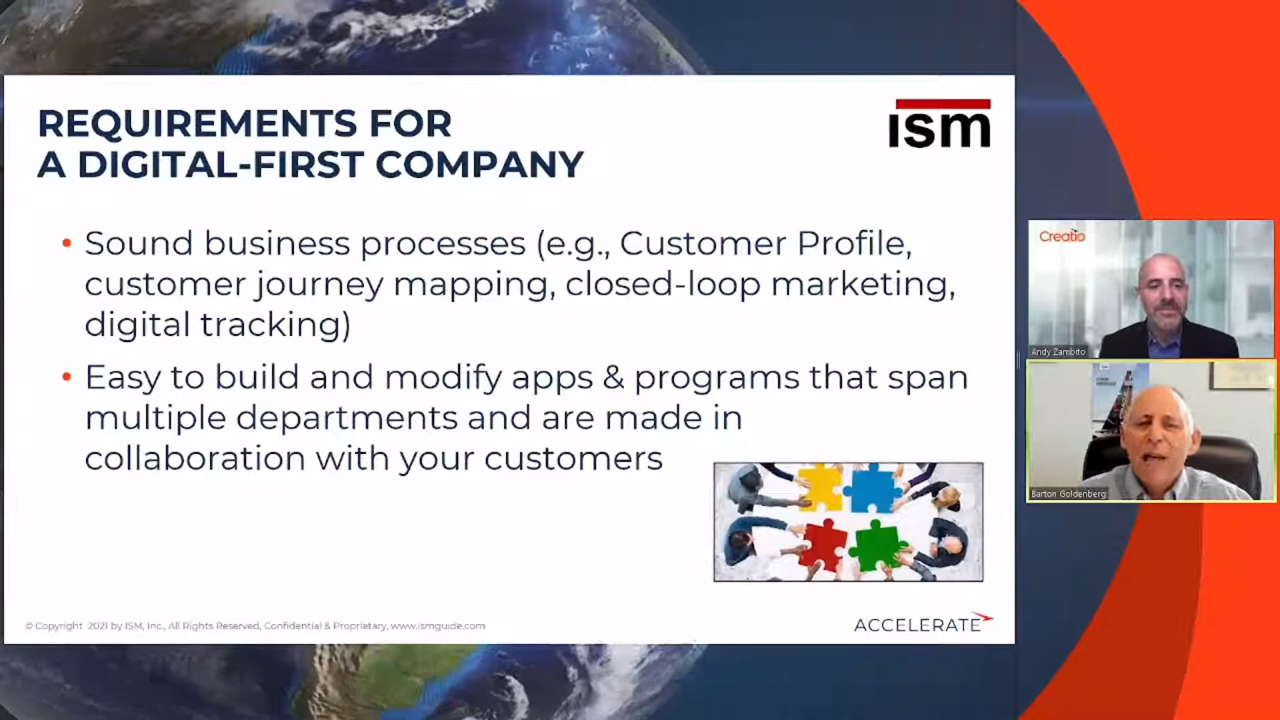 REQUIREMENTS FOR
A DIGITAL-FIRST COMPANY
ism
• Sound business processes (e.g., Customer Profile,
customer journey mapping, closed-loop marketing,
digital tracking)
• Easy to build and modify apps & programs that span
multiple departments and are made in
collaboration with your customers
© Copyright 2021 by ISM, Inc., All Rights Reserved, Confidential & Proprietary, www.ismguide.com
ACCELERATE
Creatio
Andy Zambito
Barton Goldenberg